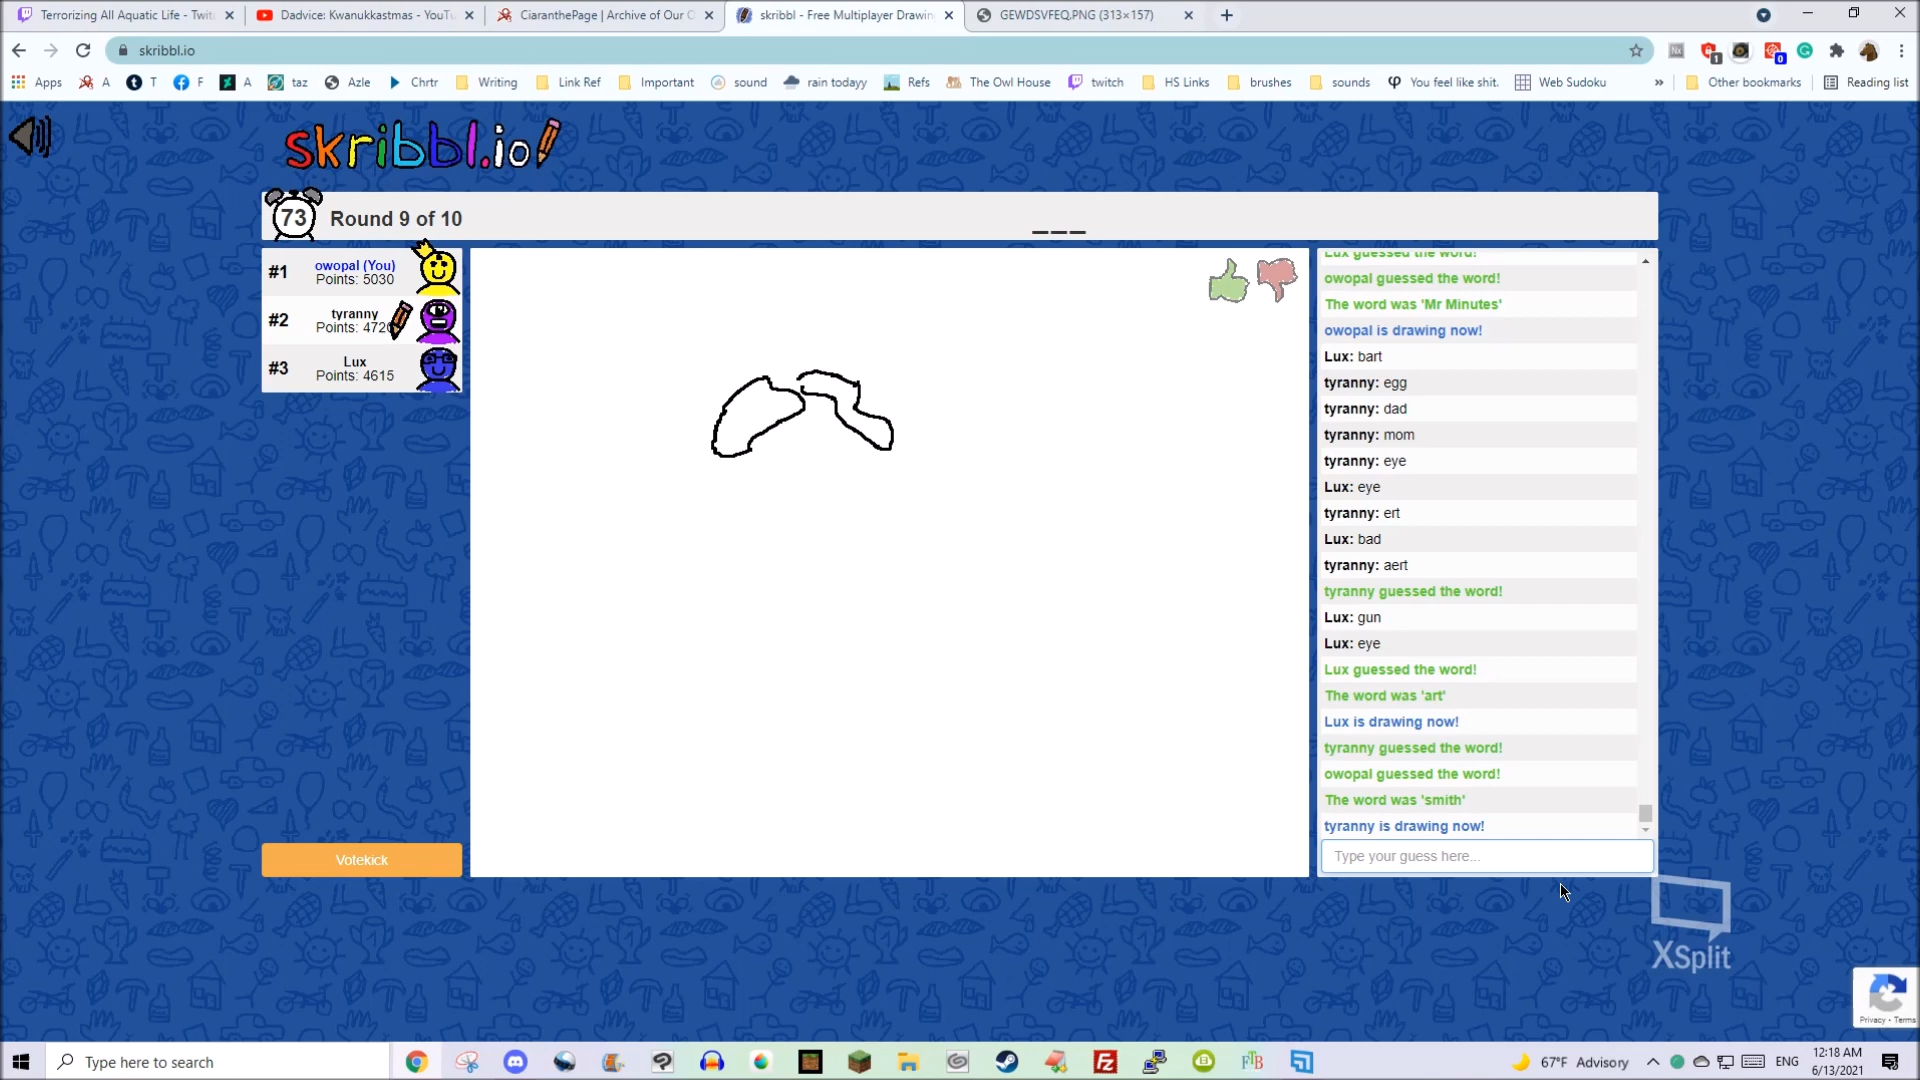 Terrorizing All Aquatic Life - Twit
Dadvice: Kwanukkastmas - YouTu
CiaranthePage | Archive of Our O
skribbl - Free Multiplayer Drawin
GEWDSVFEQ.PNG (313×157)
skribbl.io
Apps
A
T
F
A
taz
Azle
Chrtr
Writing
Link Ref
Important
sound
rain todayy
Refs
The Owl House
twitch
HS Links
brushes
sounds
You feel like shit.
Web Sudoku
»
Other bookmarks
Reading list
skribbl.io
73
Round 9 of 10
___
#1
owopal (You)
Points: 5030
#2
tyranny
Points: 4720
#3
Lux
Points: 4615
Votekick
Lux guessed the word!
owopal guessed the word!
The word was 'Mr Minutes'
owopal is drawing now!
Lux: bart
tyranny: egg
tyranny: dad
tyranny: mom
tyranny: eye
Lux: eye
tyranny: ert
Lux: bad
tyranny: aert
tyranny guessed the word!
Lux: gun
Lux: eye
Lux guessed the word!
The word was 'art'
Lux is drawing now!
tyranny guessed the word!
owopal guessed the word!
The word was 'smith'
tyranny is drawing now!
Type your guess here...
XSplit
Privacy - Terms
Type here to search
67°F Advisory
ENG
12:18 AM
6/13/2021